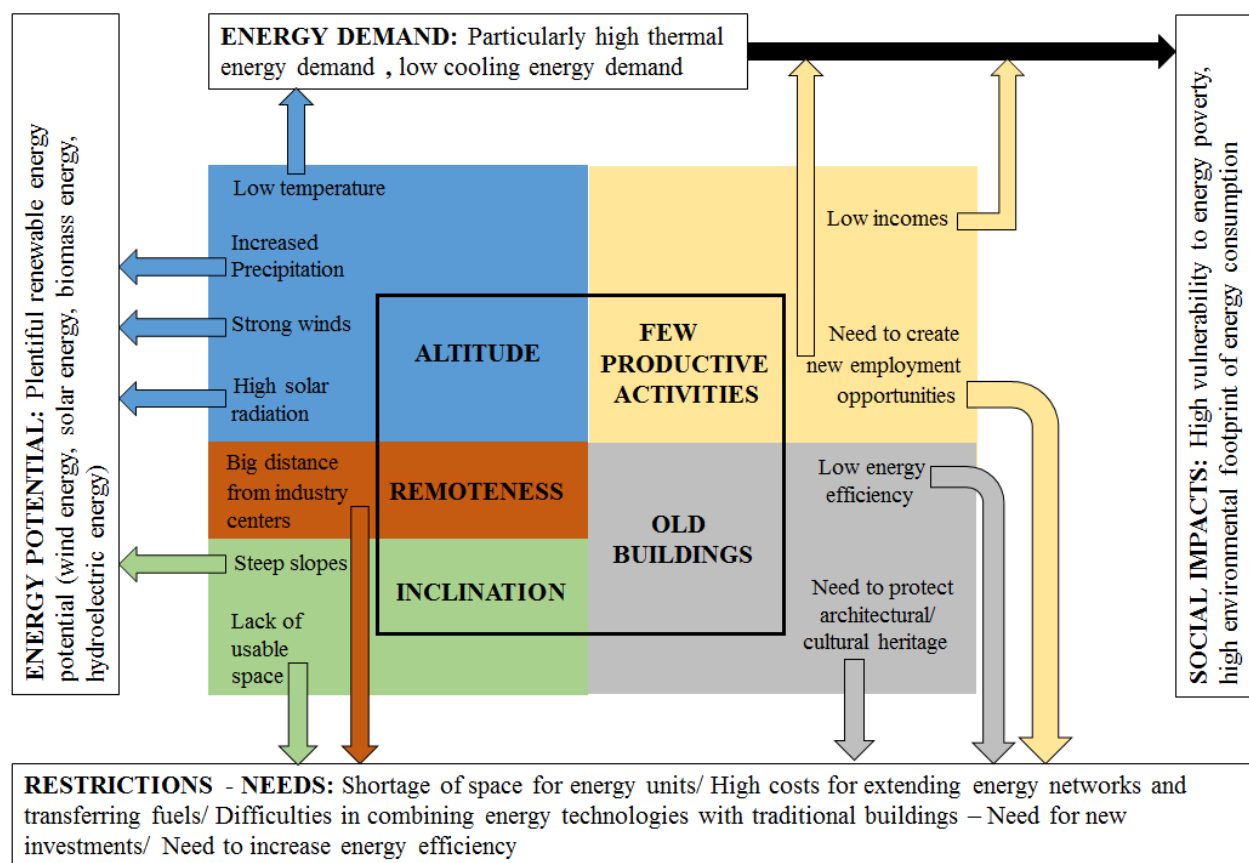 ENERGY DEMAND: Particularly high thermal
energy demand , low cooling energy demand
ENERGY POTENTIAL: Plentiful renewable energy
potential (wind energy, solar energy, biomass energy,
hydroelectric energy)
Low temperature
Increased
Precipitation
Strong winds
High solar
radiation
ALTITUDE
Low incomes
FEW
PRODUCTIVE
ACTIVITIES
Need to create
new employment
opportunities
Big distance
from industry
centers
REMOTENESS
Steep slopes
INCLINATION
Lack of
usable
space
Low energy
efficiency
OLD
BUILDINGS
Need to protect
architectural/
cultural heritage
SOCIAL IMPACTS: High vulnerability to energy poverty,
high environmental footprint of energy consumption
RESTRICTIONS - NEEDS: Shortage of space for energy units/ High costs for extending energy networks and
transferring fuels/ Difficulties in combining energy technologies with traditional buildings – Need for new
investments/ Need to increase energy efficiency